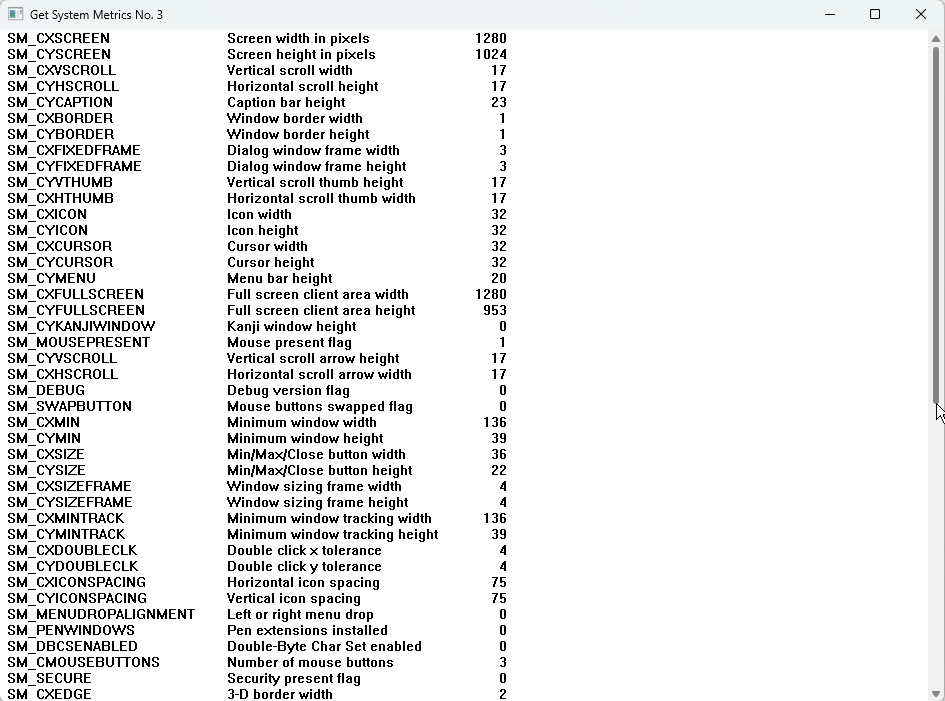 Get System Metrics No. 3
SM_CXSCREEN Screen width in pixels 1280
SM_CYSCREEN Screen height in pixels 1024
SM_CXVSCROLL Vertical scroll width 17
SM_CYHSCROLL Horizontal scroll height 17
SM_CYCAPTION Caption bar height 23
SM_CXBORDER Window border width 1
SM_CYBORDER Window border height 1
SM_CXFIXEDFRAME Dialog window frame width 3
SM_CYFIXEDFRAME Dialog window frame height 3
SM_CYVTHUMB Vertical scroll thumb height 17
SM_CXHTHUMB Horizontal scroll thumb width 17
SM_CXICON Icon width 32
SM_CYICON Icon height 32
SM_CXCURSOR Cursor width 32
SM_CYCURSOR Cursor height 32
SM_CYMENU Menu bar height 20
SM_CXFULLSCREEN Full screen client area width 1280
SM_CYFULLSCREEN Full screen client area height 953
SM_CYKANJIWINDOW Kanji window height 0
SM_MOUSEPRESENT Mouse present flag 1
SM_CYVSCROLL Vertical scroll arrow height 17
SM_CXHSCROLL Horizontal scroll arrow width 17
SM_DEBUG Debug version flag 0
SM_SWAPBUTTON Mouse buttons swapped flag 0
SM_CXMIN Minimum window width 136
SM_CYMIN Minimum window height 39
SM_CXSIZE Min/Max/Close button width 36
SM_CYSIZE Min/Max/Close button height 22
SM_CXSIZEFRAME Window sizing frame width 4
SM_CYSIZEFRAME Window sizing frame height 4
SM_CXMINTRACK Minimum window tracking width 136
SM_CYMINTRACK Minimum window tracking height 39
SM_CXDOUBLECLK Double click x tolerance 4
SM_CYDOUBLECLK Double click y tolerance 4
SM_CXICONSPACING Horizontal icon spacing 75
SM_CYICONSPACING Vertical icon spacing 75
SM_MENUDROPALIGNMENT Left or right menu drop 0
SM_PENWINDOWS Pen extensions installed 0
SM_DBCSENABLED Double-Byte Char Set enabled 0
SM_CMOUSEBUTTONS Number of mouse buttons 3
SM_SECURE Security present flag 0
SM_CXEDGE 3-D border width 2